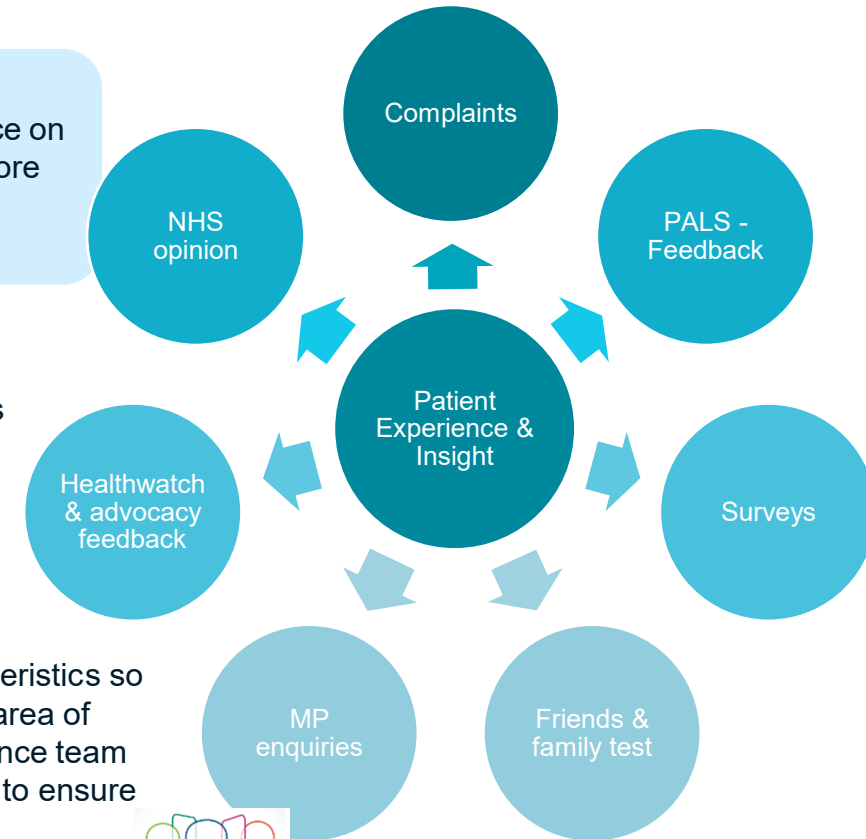 ce on
ore
s
eristics so
area of
nce team
to ensure
Complaints
PALS -
Feedback
Surveys
Friends &
family test
MP
enquiries
Healthwatch
& advocacy
feedback
NHS
opinion
Patient
Experience &
Insight